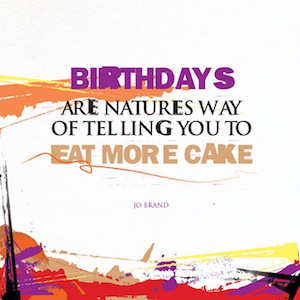 BIRTHDAYS
ARE NATURES WAY
OF TELLING YOU TO
EAT MORE CAKE
JO BRAND